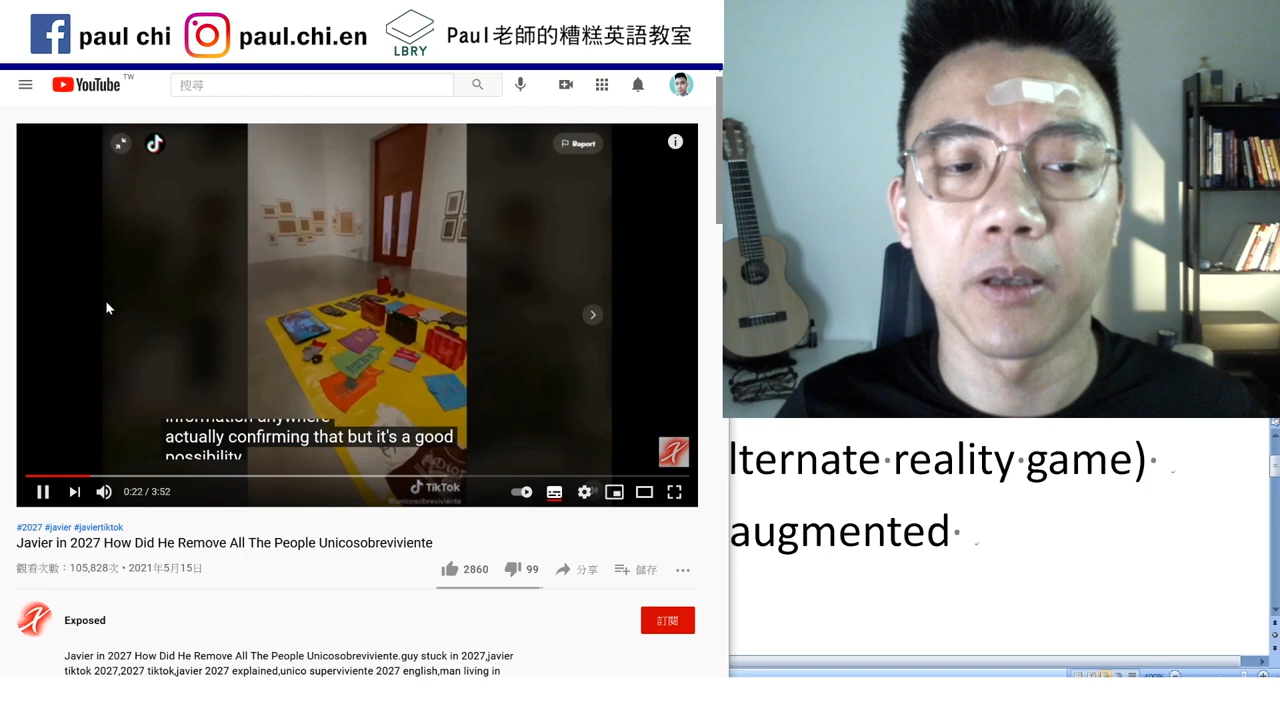 paul chi
paul.chi.en
LBRY
Paul老師的糟糕英語教室
YouTube TW
搜尋
Report
information anywhere
actually confirming that but it's a good
possibility
TikTok
@unicosobreviviente
0:22 / 3:52
#2027 #javier #javiertiktok
Javier in 2027 How Did He Remove All The People Unicosobreviviente
觀看次數：105,828次 • 2021年5月15日
2860
99
分享
儲存
Exposed
訂閱
Javier in 2027 How Did He Remove All The People Unicosobreviviente.guy stuck in 2027,javier
tiktok 2027,2027 tiktok,javier 2027 explained,unico superviviente 2027 english,man living in
lternate reality game)
augmented
400%